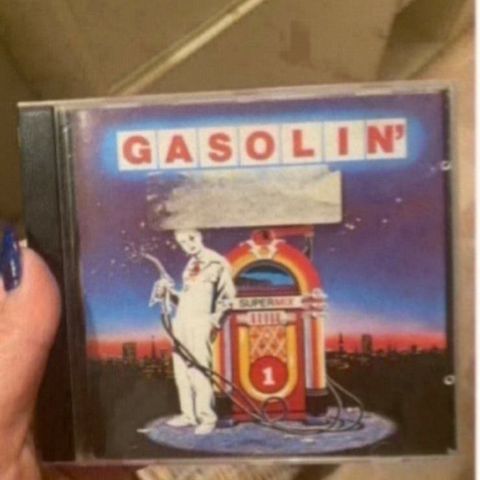 GASOLIN'
SUPERMIX
1